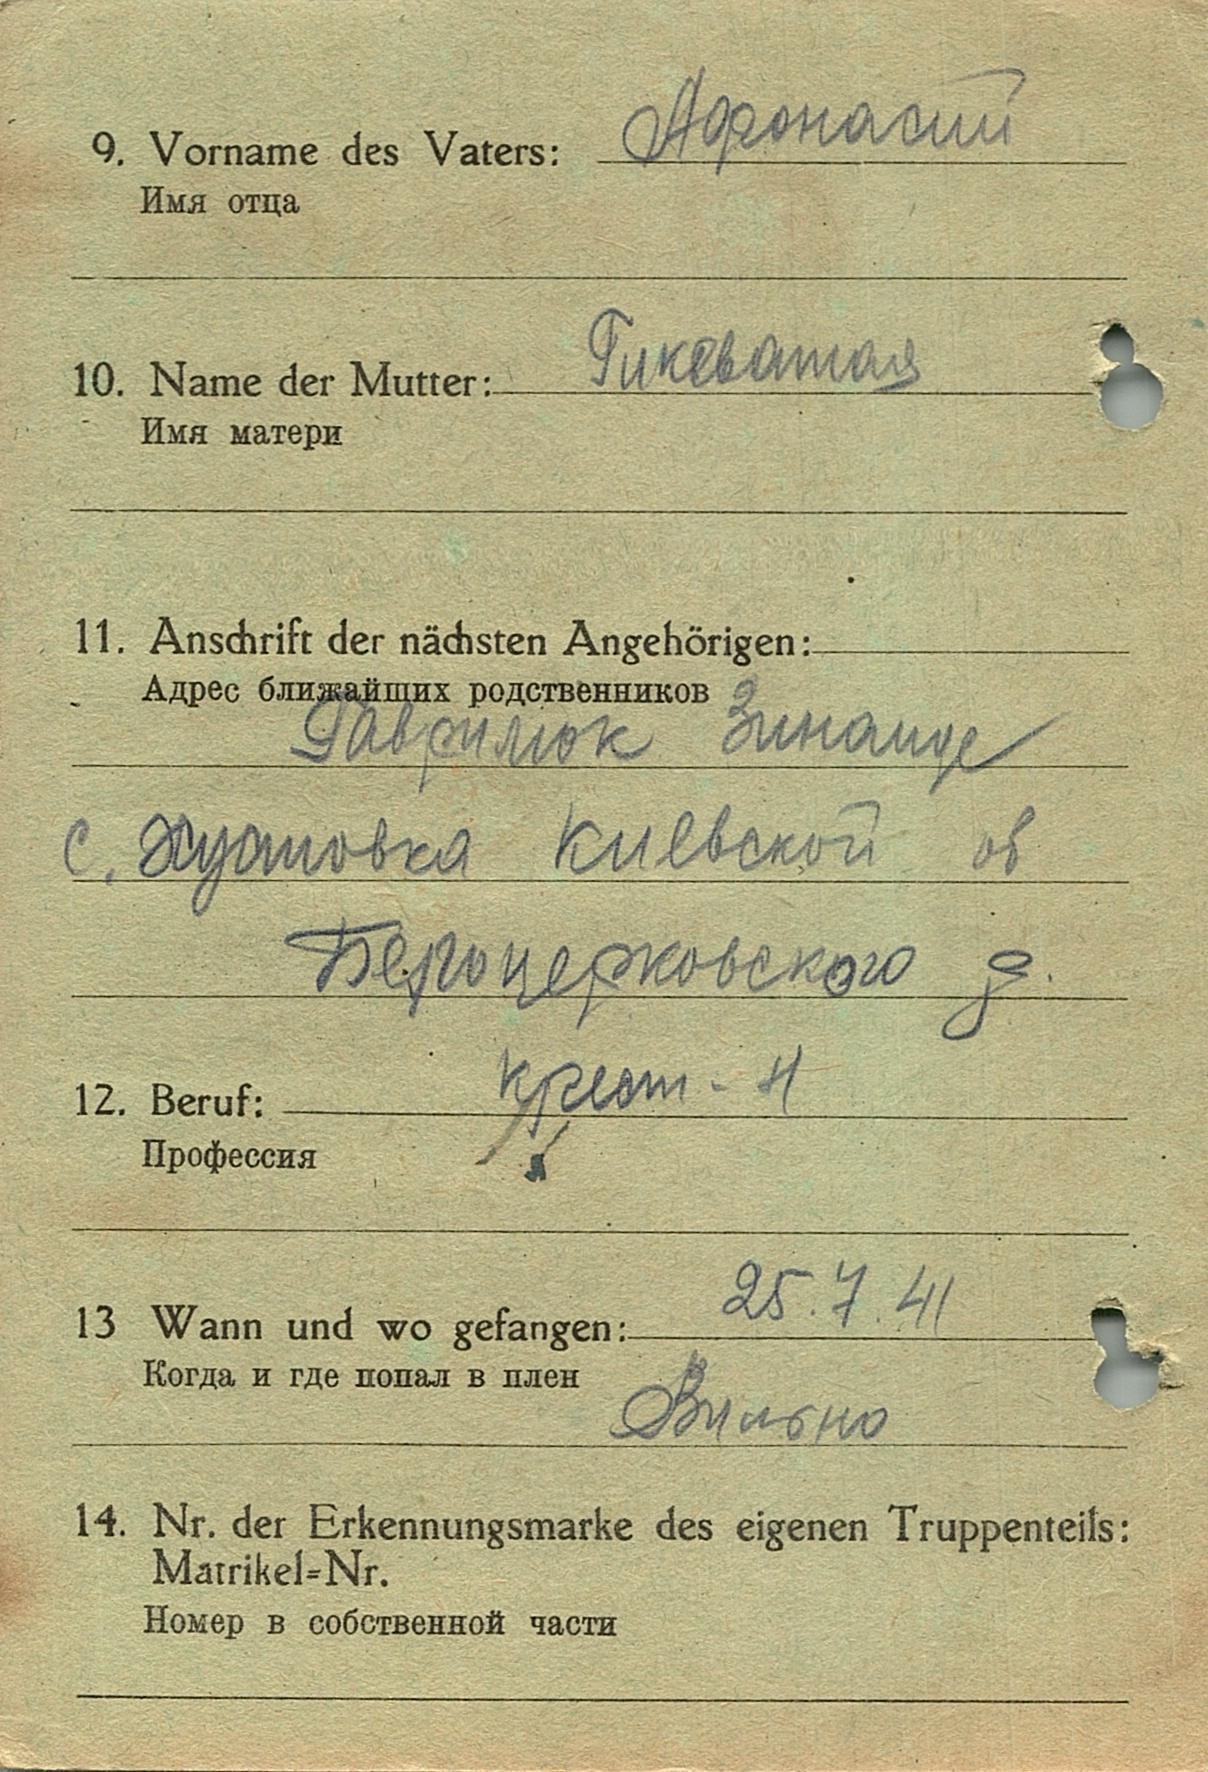 9. Vorname des Vaters: Афонасий
Имя отца
10. Name der Mutter: Гикеватая
Имя матери
11. Anschrift der nächsten Angehörigen:
Адрес ближайших родственников
Гаврилюк Зинаиде
с. Киевской об
Белоцерковского р.
12. Beruf: крест-н
Профессия
13 Wann und wo gefangen: 25.7.41
Когда и где попал в плен
Вильно
14. Nr. der Erkennungsmarke des eigenen Truppenteils:
Matrikel=Nr.
Номер в собственной части